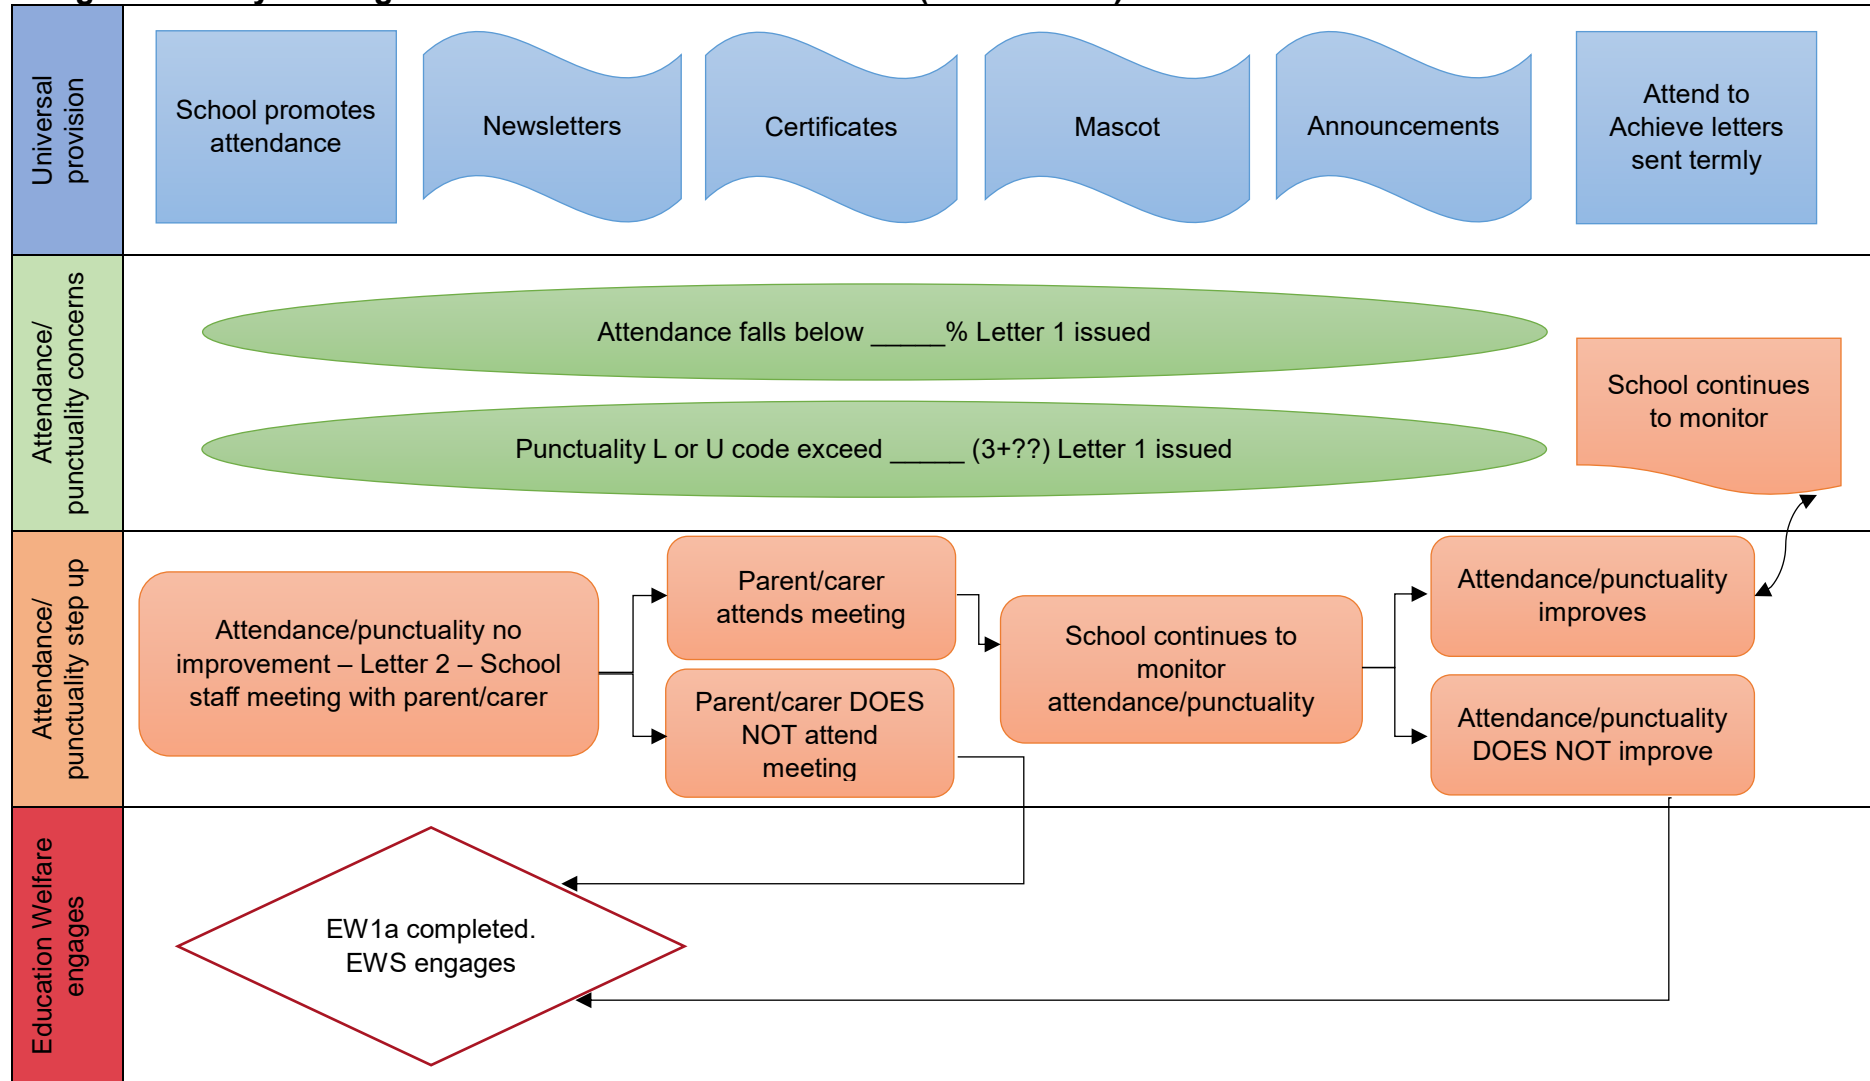 Universal
provision
School promotes
attendance
Newsletters
Certificates
Mascot
Announcements
Attend to
Achieve letters
sent termly
Attendance/
punctuality concerns
Attendance falls below _____% Letter 1 issued
Punctuality L or U code exceed _____ (3+??) Letter 1 issued
School continues
to monitor
Attendance/
punctuality step up
Attendance/punctuality no
improvement – Letter 2 – School
staff meeting with parent/carer
Parent/carer
attends meeting
Parent/carer DOES
NOT attend
meeting
School continues to
monitor
attendance/punctuality
Attendance/punctuality
improves
Attendance/punctuality
DOES NOT improve
Education Welfare
engages
EW1a completed.
EWS engages